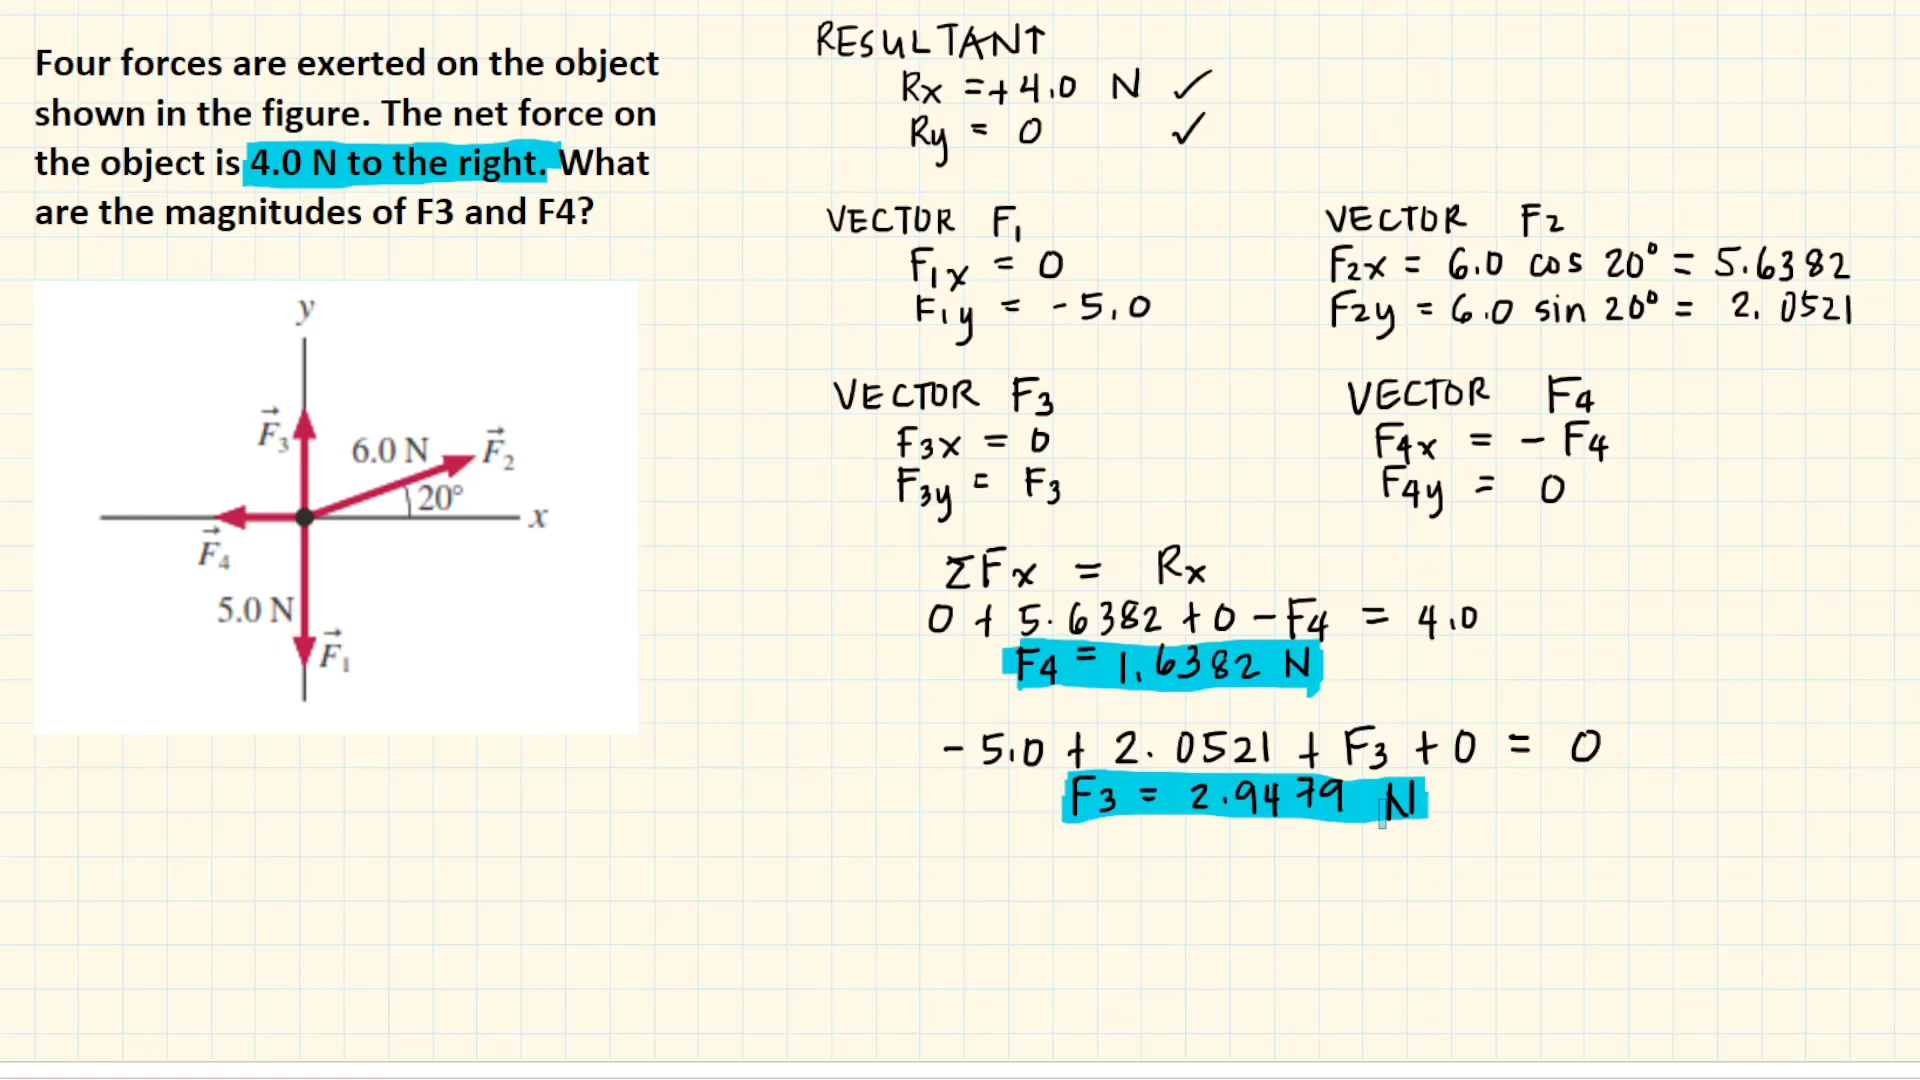 Four forces are exerted on the object
shown in the figure. The net force on
the object is 4.0 N to the right. What
are the magnitudes of F3 and F4?
y
F₃
6.0 N
F₂
20°
x
F₄
5.0 N
F₁
RESULTANT
Rx = +4.0 N ✓
Ry = 0 ✓
VECTOR F₁
F₁x = 0
F₁y = -5.0
VECTOR F2
F2x = 6.0 cos 20° = 5.6382
F2y = 6.0 sin 20° = 2.0521
VECTOR F3
F3x = 0
F3y = F3
VECTOR F4
F4x = - F4
F4y = 0
ΣFx = Rx
0 + 5.6382 + 0 - F4 = 4.0
F4 = 1.6382 N
-5.0 + 2.0521 + F3 + 0 = 0
F3 = 2.9479 N